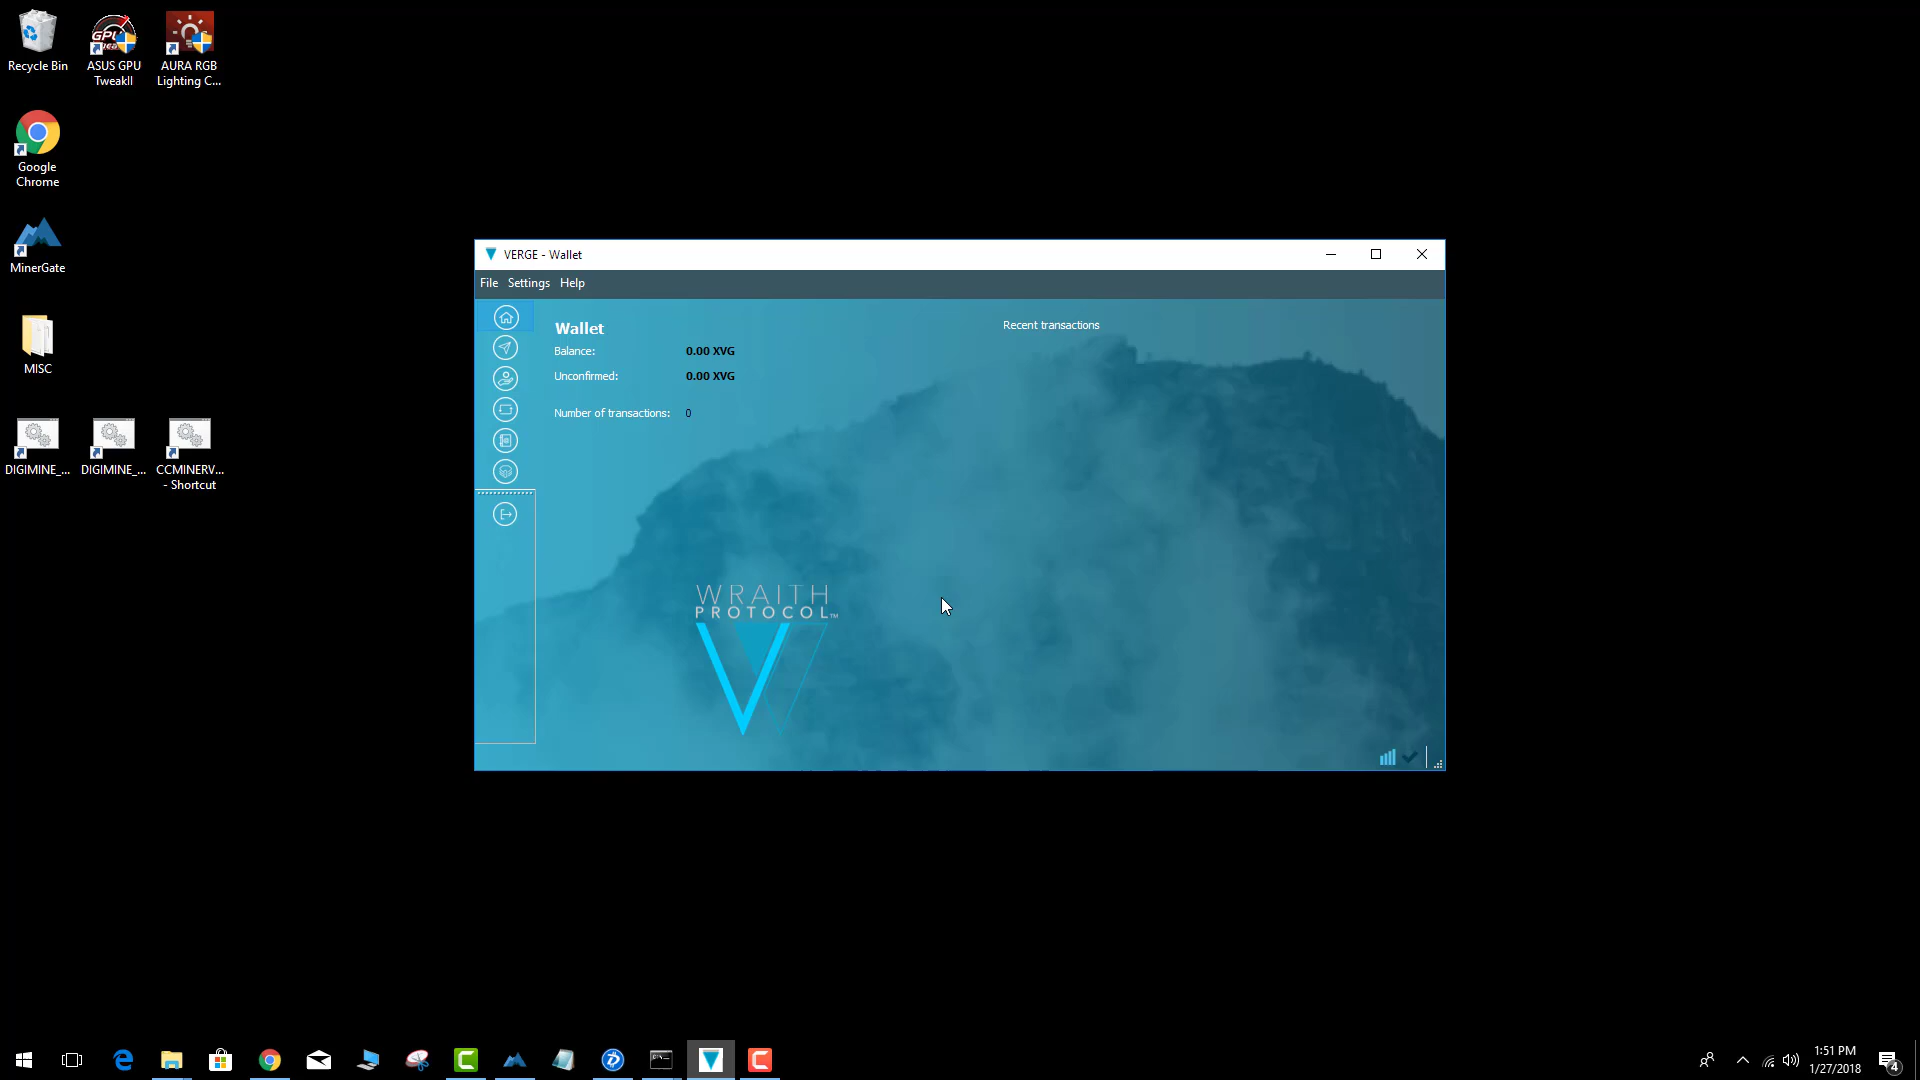 Recycle Bin
ASUS GPU
TweakII
AURA RGB
Lighting C...
Google
Chrome
MinerGate
MISC
DIGIMINE_...
DIGIMINE_...
CCMINERV...
- Shortcut
VERGE - Wallet
File Settings Help
Wallet
Balance: 0.00 XVG
Unconfirmed: 0.00 XVG
Number of transactions: 0
Recent transactions
WRAITH
PROTOCOL™
1:51 PM
1/27/2018
4